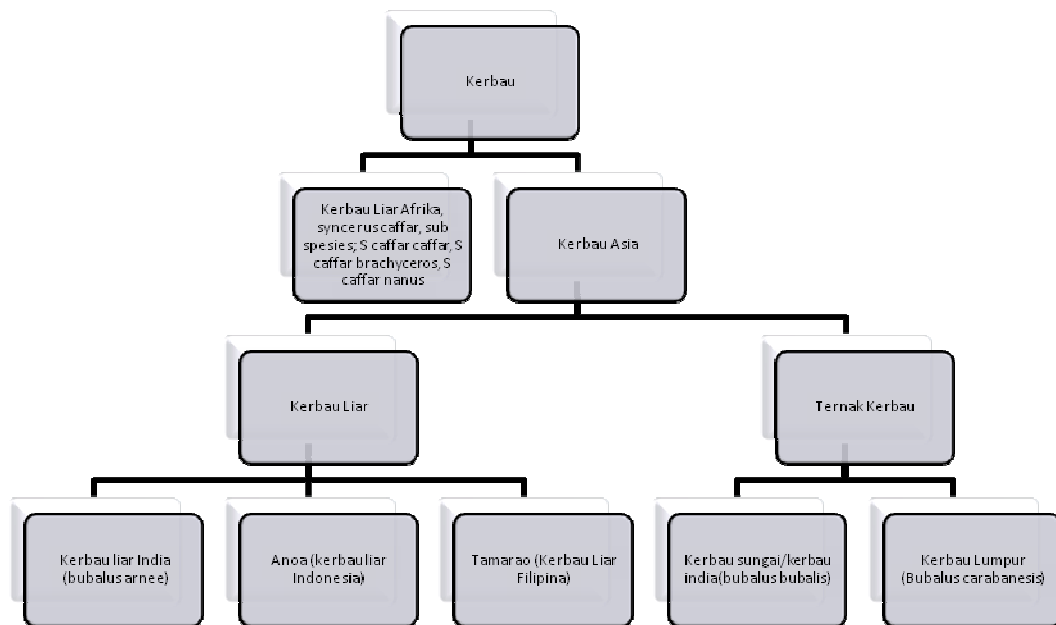 Kerbau
Kerbau Liar Afrika,
syncerus caffar, sub
spesies; S caffar caffar, S
caffar brachyceros, S
caffar nanus
Kerbau Asia
Kerbau Liar
Ternak Kerbau
Kerbau liar India
(bubalus arnee)
Anoa (kerbau liar
Indonesia)
Tamarao (Kerbau Liar
Filipina)
Kerbau sungai/kerbau
india(bubalus bubalis)
Kerbau Lumpur
(Bubalus carabanesis)